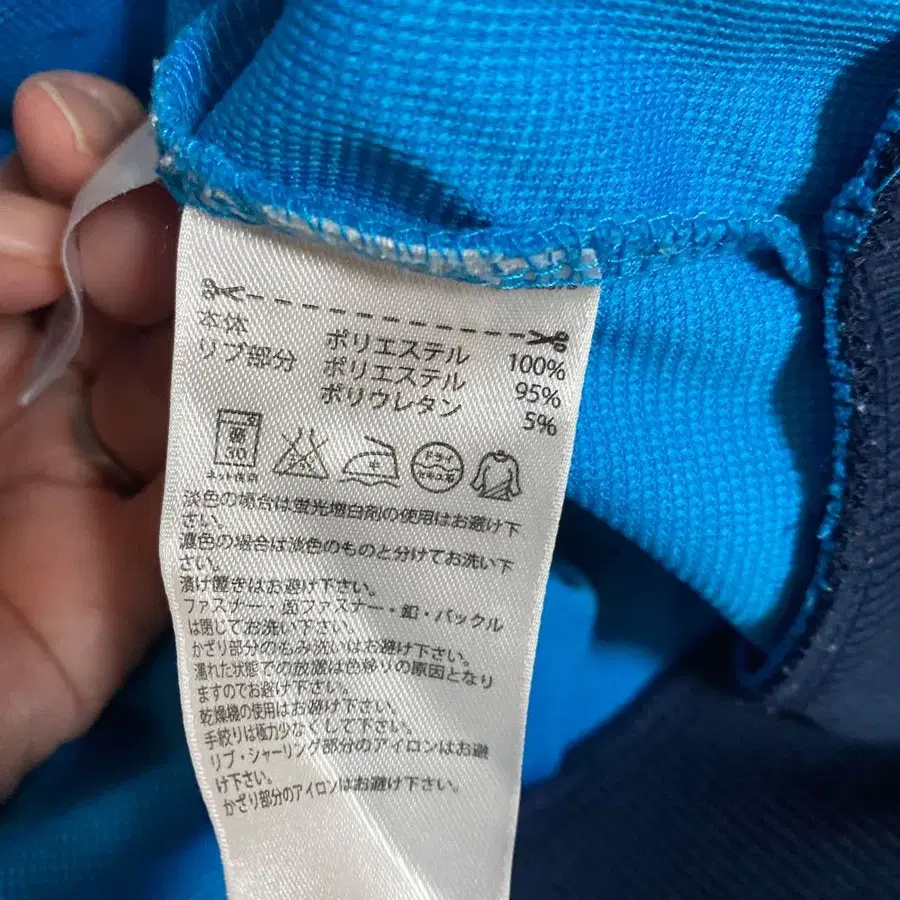 本体 ポリエステル 100%
リブ部分 ポリエステル 95%
ポリウレタン 5%
弱
30
ネット使用
ドライ
淡色の場合は蛍光増白剤の使用はお避け下
さい。
濃色の場合は淡色のものと分けてお洗い下
さい。
漬け置きはお避け下さい。
ファスナー・面ファスナー・釦・バックル
は閉じてお洗い下さい。
かざり部分のもみ洗いはお避け下さい。
濡れた状態での放置は色移りの原因となり
ますのでお避け下さい。
乾燥機の使用はお避け下さい。
手絞りは極力少なくして下さい。
リブ・シャーリング部分のアイロンはお避
け下さい。
かざり部分のアイロンはお避け下さい。